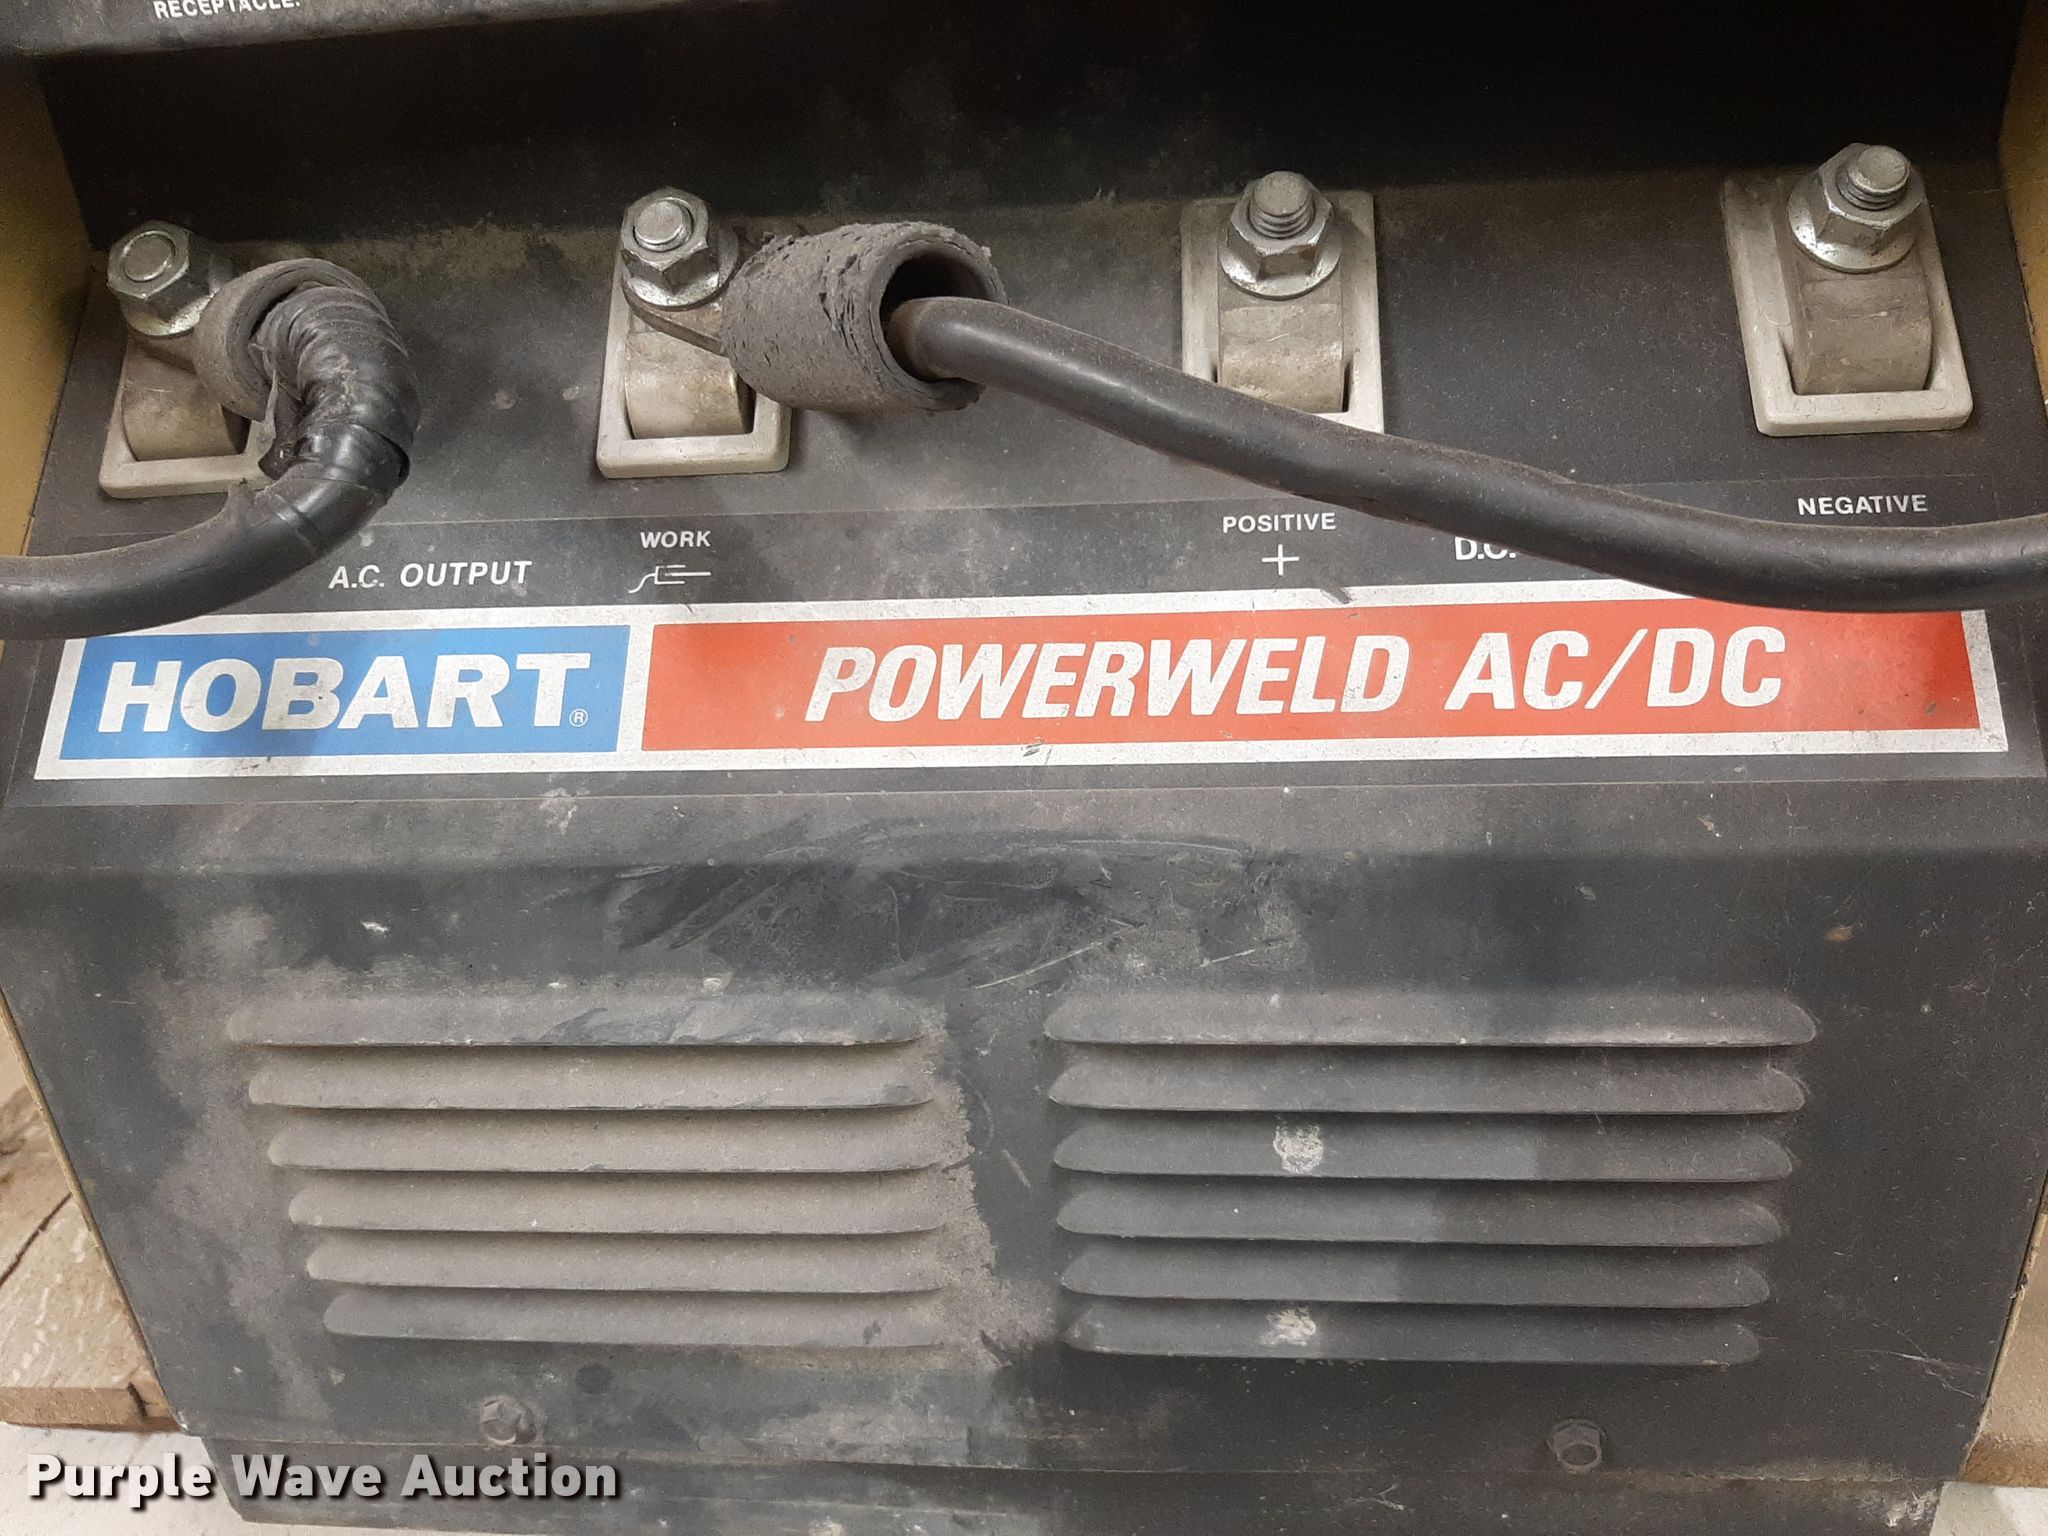 RECEPTACLE.
WORK
A.C. OUTPUT
POSITIVE
+
D.C.
NEGATIVE
HOBART®
POWERWELD AC/DC
Purple Wave Auction